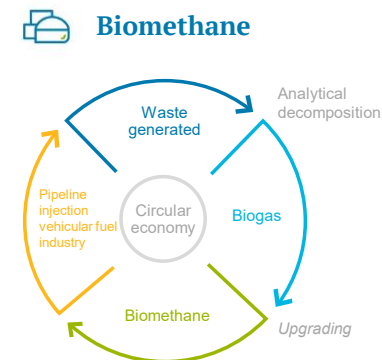 Biomethane
Analytical
decomposition
Waste
generated
Pipeline
injection
vehicular fuel
industry
Circular
economy
Biogas
Biomethane
Upgrading